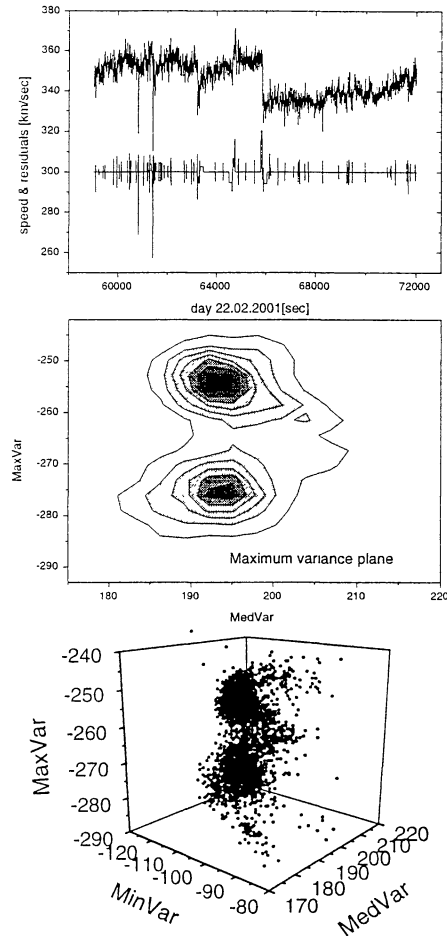 380
360
340
320
300
280
260
speed & residuals [km/sec]
60000 64000 68000 72000
day 22.02.2001[sec]
-250
-260
-270
-280
-290
MaxVar
Maximum variance plane
180 190 200 210 220
MedVar
-240
-250
-260
-270
-280
-290
MaxVar
-120
-110
-100
-90
-80
MinVar
170
180
190
200
210
220
MedVar